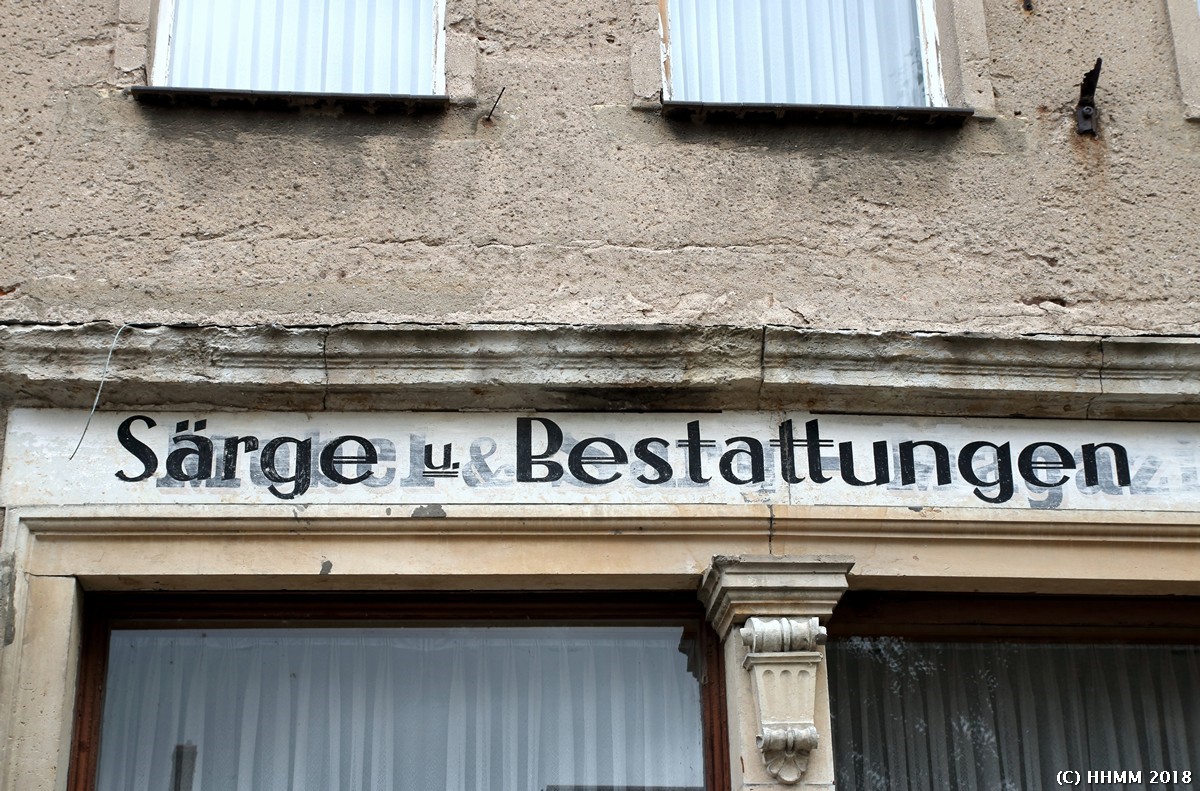 Särge u. Bestattungen
(C) HHMM 2018